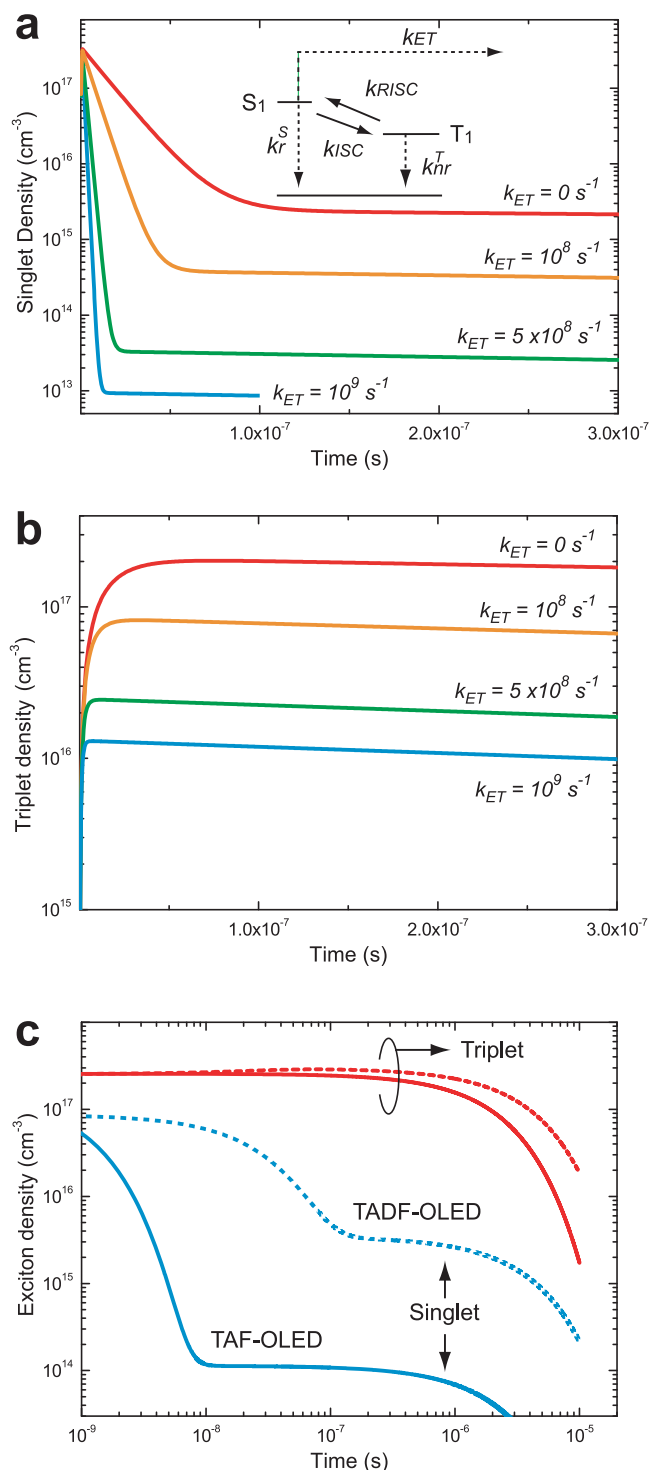 a
Singlet Density (cm-3)
10^17
10^16
10^15
10^14
10^13
k_ET
S_1
k_RISC
k_ISC
T_1
k_r^S
k_nr^T
k_ET = 0 s^-1
k_ET = 10^8 s^-1
k_ET = 5 x10^8 s^-1
k_ET = 10^9 s^-1
1.0x10^-7
2.0x10^-7
3.0x10^-7
Time (s)
b
Triplet density (cm-3)
10^17
10^16
10^15
k_ET = 0 s^-1
k_ET = 10^8 s^-1
k_ET = 5 x10^8 s^-1
k_ET = 10^9 s^-1
1.0x10^-7
2.0x10^-7
3.0x10^-7
Time (s)
c
Exciton density (cm-3)
10^17
10^16
10^15
10^14
Triplet
TADF-OLED
Singlet
TAF-OLED
10^-9
10^-8
10^-7
10^-6
10^-5
Time (s)